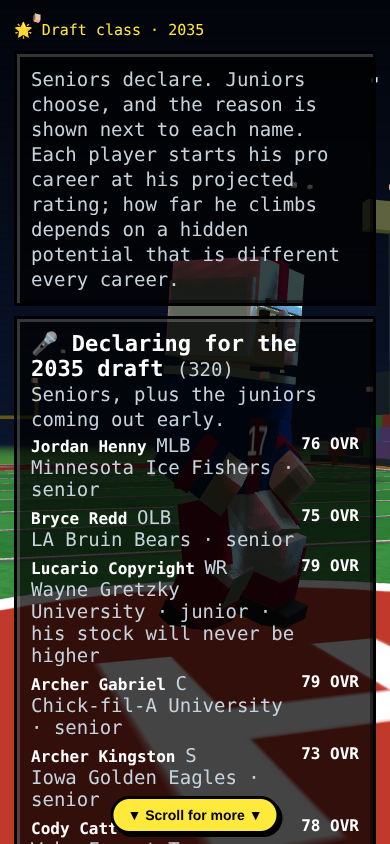 🌟 Draft class · 2035
Seniors declare. Juniors
choose, and the reason is
shown next to each name.
Each player starts his pro
career at his projected
rating; how far he climbs
depends on a hidden
potential that is different
every career.
🎤 Declaring for the
2035 draft (320)
Seniors, plus the juniors
coming out early.
Jordan Henny MLB 76 OVR
Minnesota Ice Fishers ·
senior
Bryce Redd OLB 75 OVR
LA Bruin Bears · senior
Lucario Copyright WR 79 OVR
Wayne Gretzky
University · junior ·
his stock will never be
higher
Archer Gabriel C 79 OVR
Chick-fil-A University
· senior
Archer Kingston S 73 OVR
Iowa Golden Eagles ·
senior
Cody Catt 78 OVR
▼ Scroll for more ▼
17